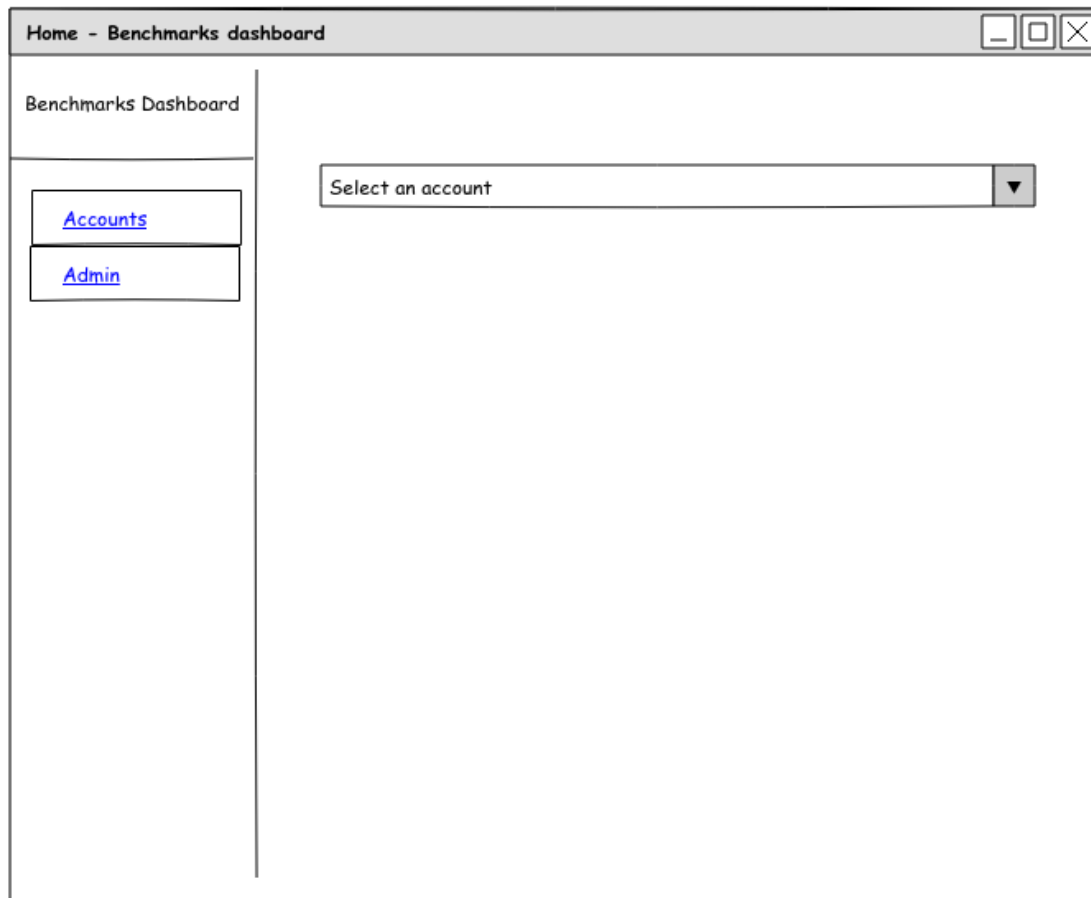 Home - Benchmarks dashboard
Benchmarks Dashboard
Select an account
Accounts
Admin